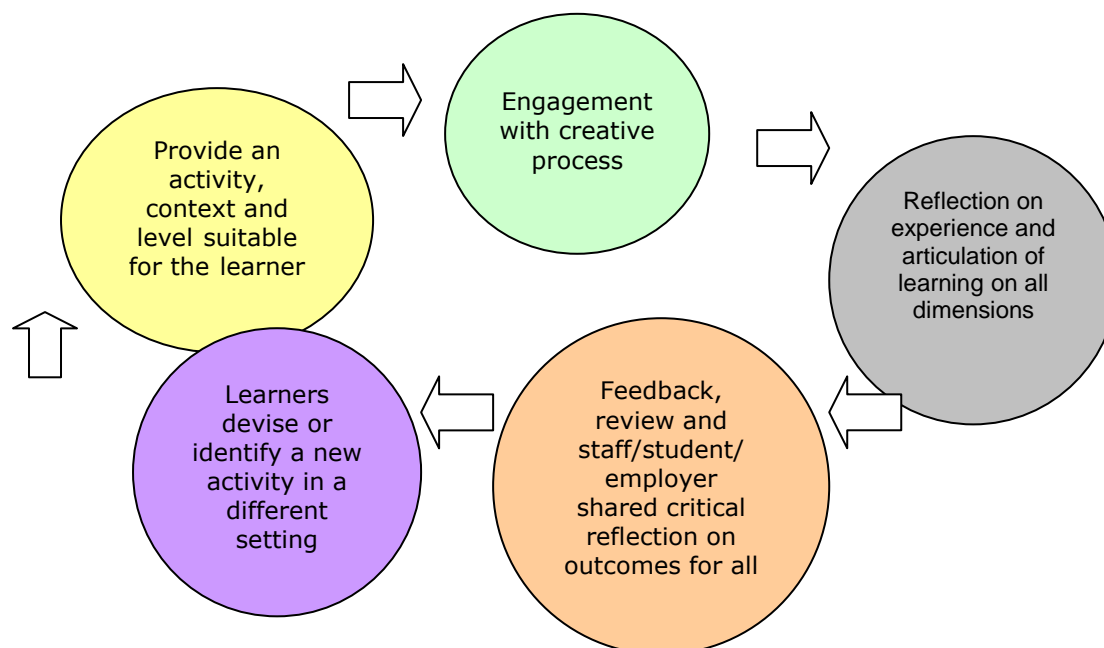 Provide an
activity,
context and
level suitable
for the learner
Engagement
with creative
process
Reflection on
experience and
articulation of
learning on all
dimensions
Feedback,
review and
staff/student/
employer
shared critical
reflection on
outcomes for all
Learners
devise or
identify a new
activity in a
different
setting